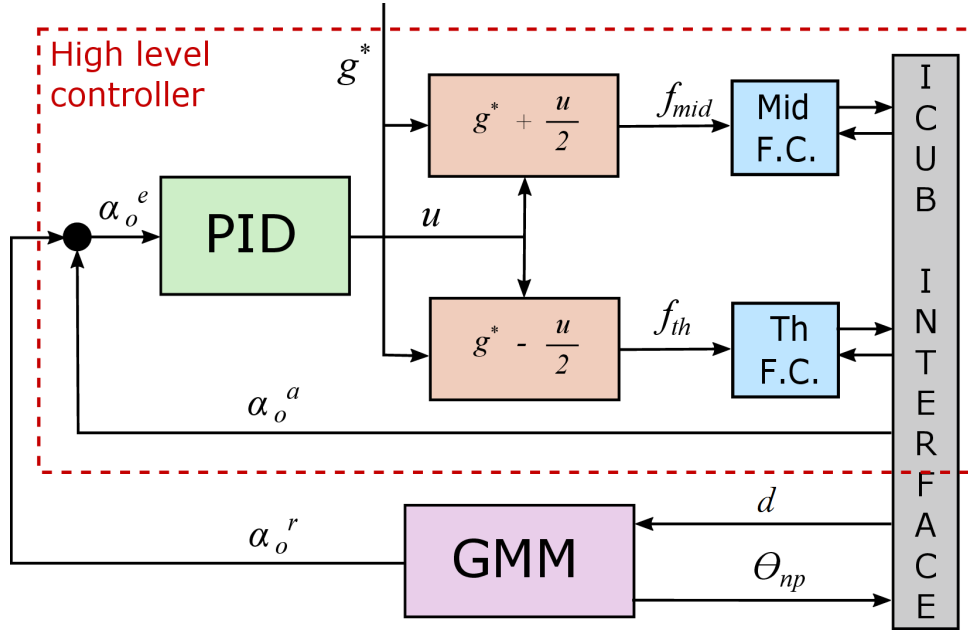 High level
controller
g*
g* + u/2
f_mid
Mid
F.C.
I
C
U
B
I
N
T
E
R
F
A
C
E
α_o^e
PID
u
g* - u/2
f_th
Th
F.C.
α_o^a
α_o^r
GMM
d
Θ_np